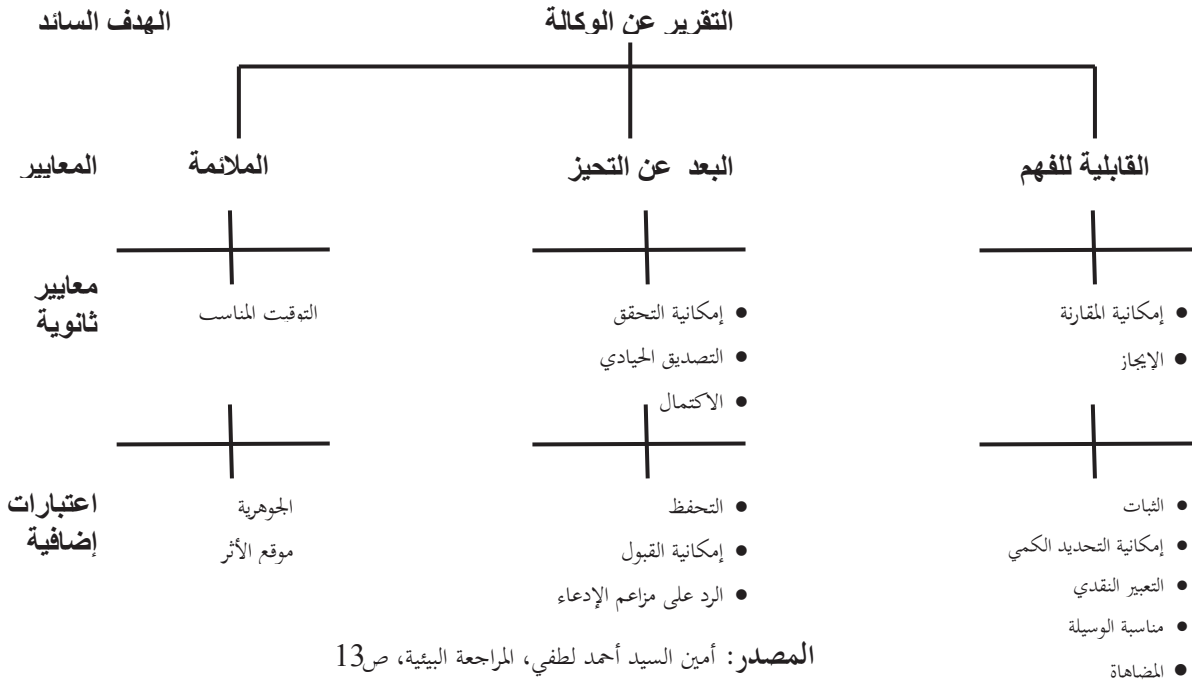 التقرير عن الوكالة
الهدف السائد
القابلية للفهم
البعد عن التحيز
الملائمة
المعايير
• إمكانية المقارنة
• الإيجاز
• إمكانية التحقق
• التصديق الحيادي
• الاكتمال
التوقيت المناسب
معايير
ثانوية
• الثبات
• إمكانية التحديد الكمي
• التعبير النقدي
• مناسبة الوسيلة
• المضاهاة
• التحفظ
• إمكانية القبول
• الرد على مزاعم الإدعاء
الجوهرية
موقع الأثر
اعتبارات
إضافية
المصدر: أمين السيد أحمد لطفي، المراجعة البيئية، ص13